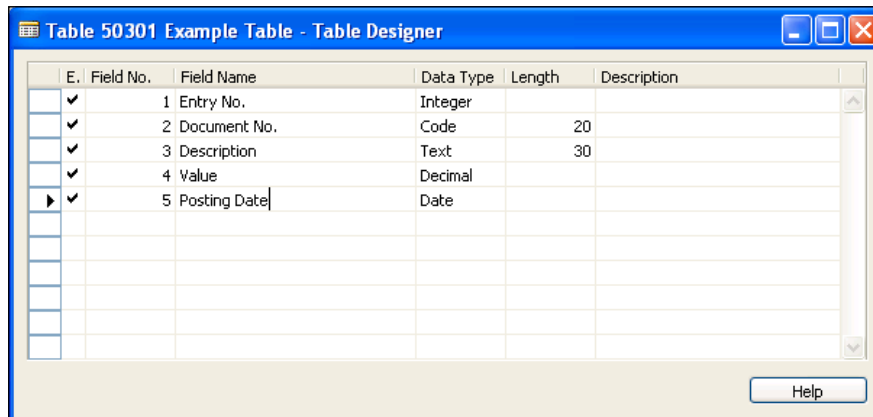 Table 50301 Example Table - Table Designer
E. Field No. Field Name Data Type Length Description
1 Entry No. Integer
2 Document No. Code 20
3 Description Text 30
4 Value Decimal
5 Posting Date Date
Help